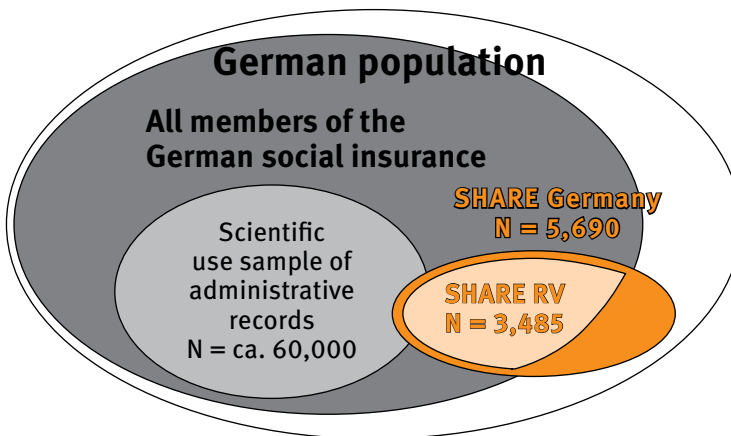 German population
All members of the
German social insurance
SHARE Germany
N = 5,690
Scientific
use sample of
administrative
records
N = ca. 60,000
SHARE RV
N = 3,485